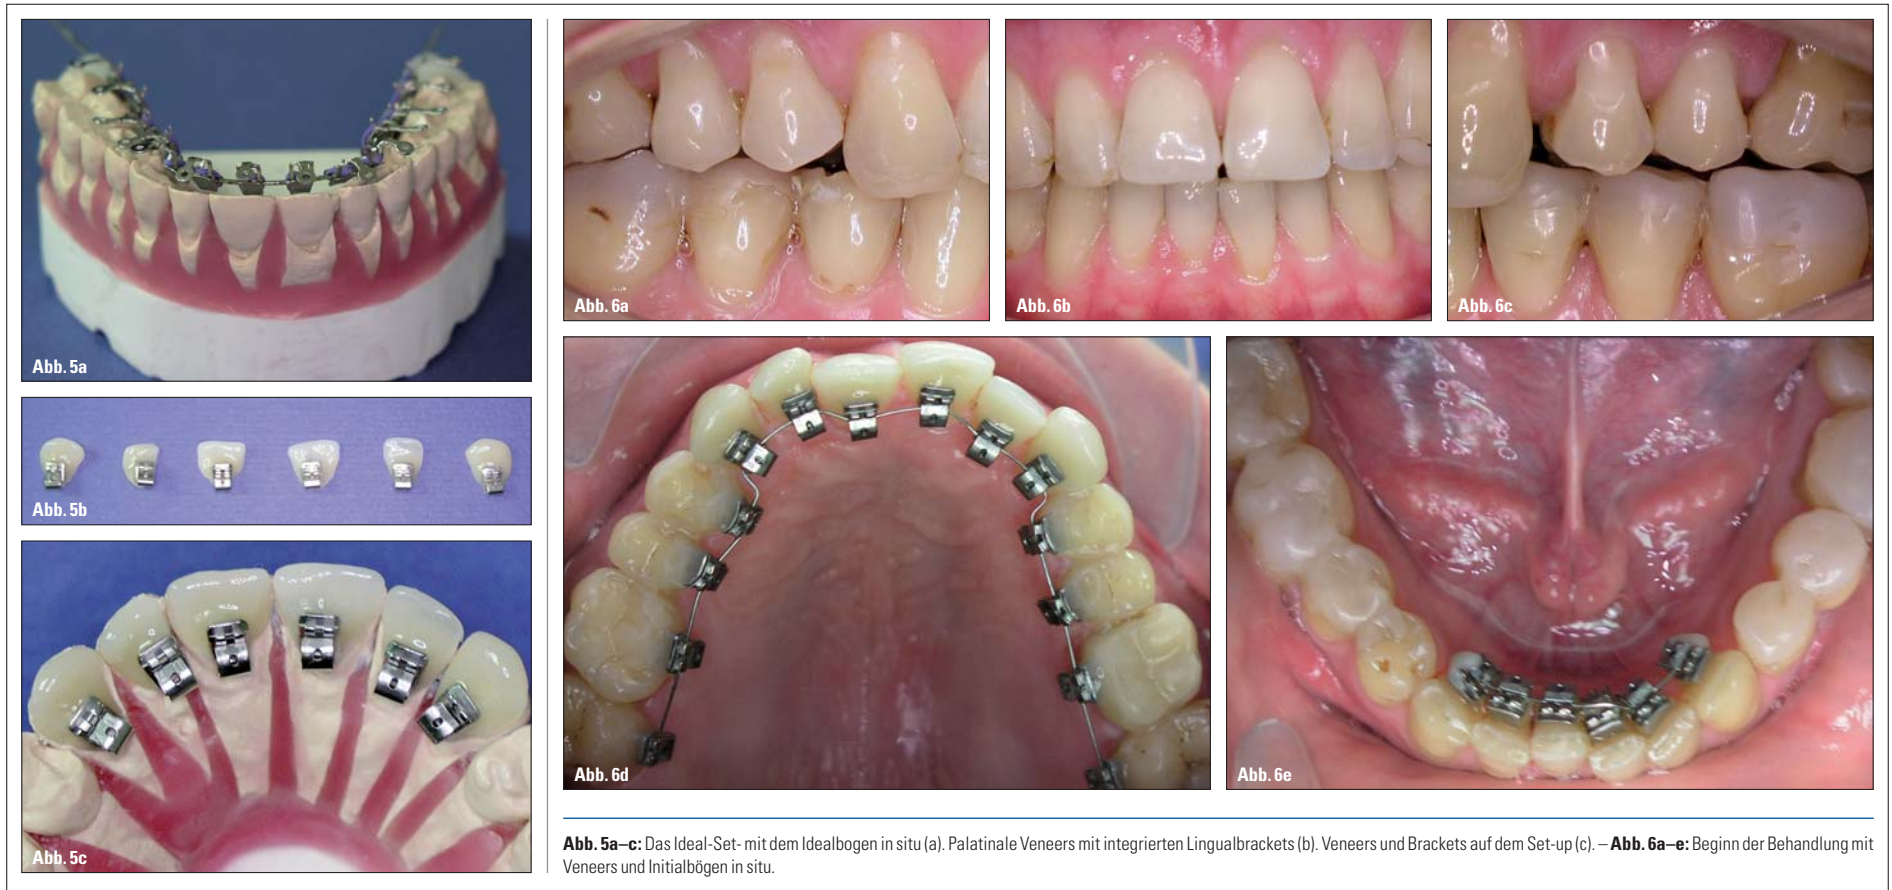 Abb. 5a
Abb. 5b
Abb. 5c
Abb. 6a
Abb. 6b
Abb. 6c
Abb. 6d
Abb. 6e
Abb. 5a–c: Das Ideal-Set- mit dem Idealbogen in situ (a). Palatinale Veneers mit integrierten Lingualbrackets (b). Veneers und Brackets auf dem Set-up (c). – Abb. 6a–e: Beginn der Behandlung mit
Veneers und Initialbögen in situ.